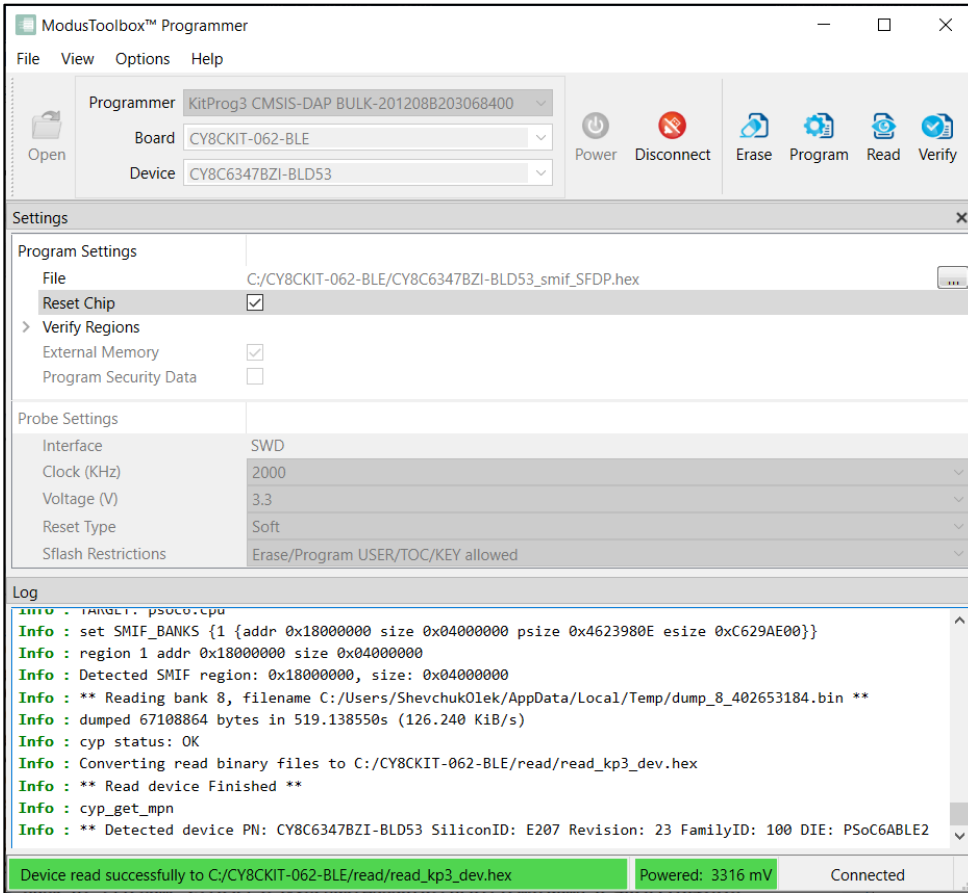 ModusToolbox™ Programmer
File View Options Help
Open
Programmer KitProg3 CMSIS-DAP BULK-201208B203068400
Board CY8CKIT-062-BLE
Device CY8C6347BZI-BLD53
Power Disconnect Erase Program Read Verify
Settings
Program Settings
File C:/CY8CKIT-062-BLE/CY8C6347BZI-BLD53_smif_SFDP.hex ...
Reset Chip
Verify Regions
External Memory
Program Security Data
Probe Settings
Interface SWD
Clock (KHz) 2000
Voltage (V) 3.3
Reset Type Soft
Sflash Restrictions Erase/Program USER/TOC/KEY allowed
Log
Info : TARGET: psoc6.cpu
Info : set SMIF_BANKS {1 {addr 0x18000000 size 0x04000000 psize 0x4623980E esize 0xC629AE00}}
Info : region 1 addr 0x18000000 size 0x04000000
Info : Detected SMIF region: 0x18000000, size: 0x04000000
Info : ** Reading bank 8, filename C:/Users/ShevchukOlek/AppData/Local/Temp/dump_8_402653184.bin **
Info : dumped 67108864 bytes in 519.138550s (126.240 KiB/s)
Info : cyp status: OK
Info : Converting read binary files to C:/CY8CKIT-062-BLE/read/read_kp3_dev.hex
Info : ** Read device Finished **
Info : cyp_get_mpn
Info : ** Detected device PN: CY8C6347BZI-BLD53 SiliconID: E207 Revision: 23 FamilyID: 100 DIE: PSoC6ABLE2
Device read successfully to C:/CY8CKIT-062-BLE/read/read_kp3_dev.hex Powered: 3316 mV Connected